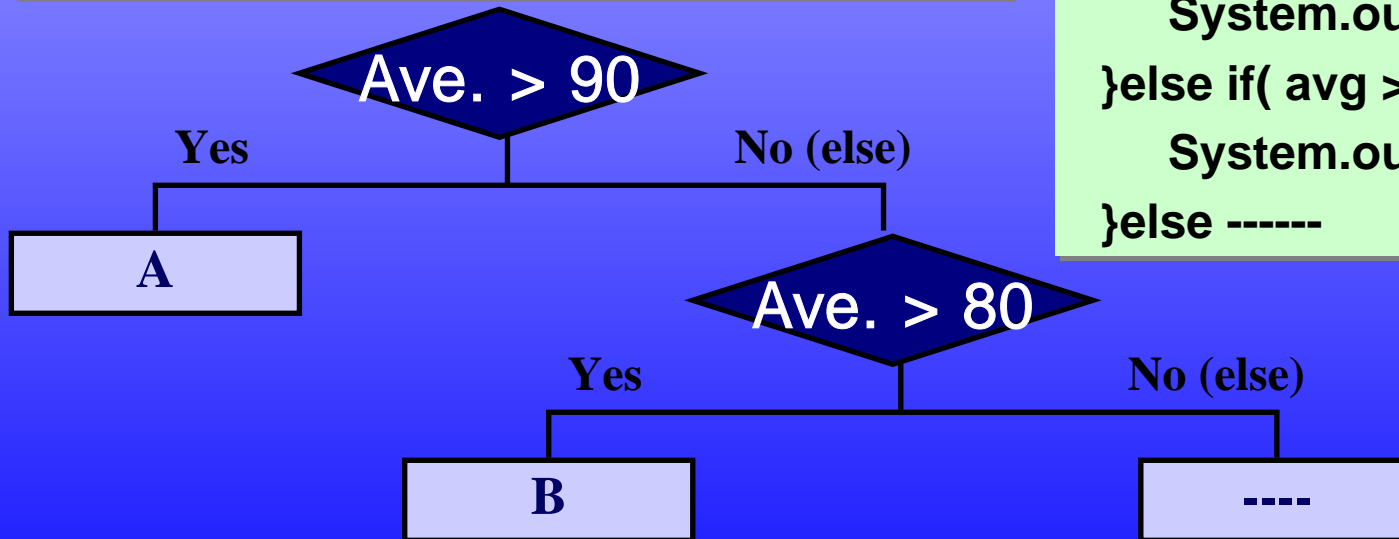 Ave. > 90
Yes
No (else)
A
Ave. > 80
Yes
No (else)
B
----
System.ou
}else if( avg >
System.ou
}else ------